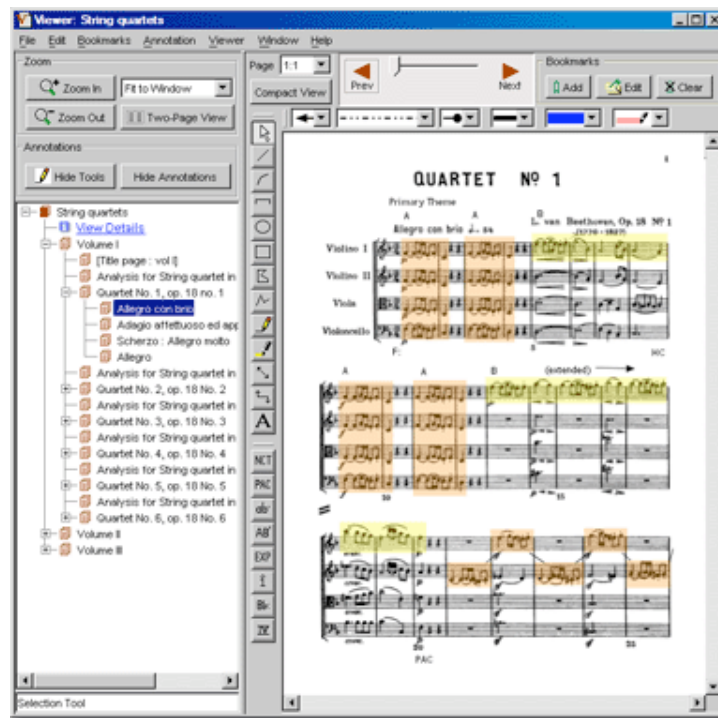 Viewer: String quartets
File Edit Bookmarks Annotation Viewer Window Help
Zoom
Zoom In
Fit to Window
Zoom Out
Two-Page View
Page 1:1
Compact View
Prev
Next
Bookmarks
Add
Edit
Clear
Annotations
Hide Tools
Hide Annotations
String quartets
View Details
Volume I
[Title page : vol I]
Analysis for String quartet in
Quartet No. 1, op. 18 no. 1
Allegro con brio
Adagio affettuoso ed app
Scherzo : Allegro molto
Allegro
Analysis for String quartet in
Quartet No. 2, op. 18 No. 2
Analysis for String quartet in
Quartet No. 3, op. 18 No. 3
Analysis for String quartet in
Quartet No. 4, op. 18 No. 4
Analysis for String quartet in
Quartet No. 5, op. 18 No. 5
Analysis for String quartet in
Quartet No. 6, op. 18 No. 6
Volume II
Volume III
Selection Tool
A
NCT
PAC
EXP
QUARTET Nº 1
Primary Theme
A A B
Allegro con brio
L. van Beethoven, Op. 18 Nº 1
(1770-1827)
Violino I
Violino II
Viola
Violoncello
F:
HC
A A B (extended)
10 15
20 25
PAC